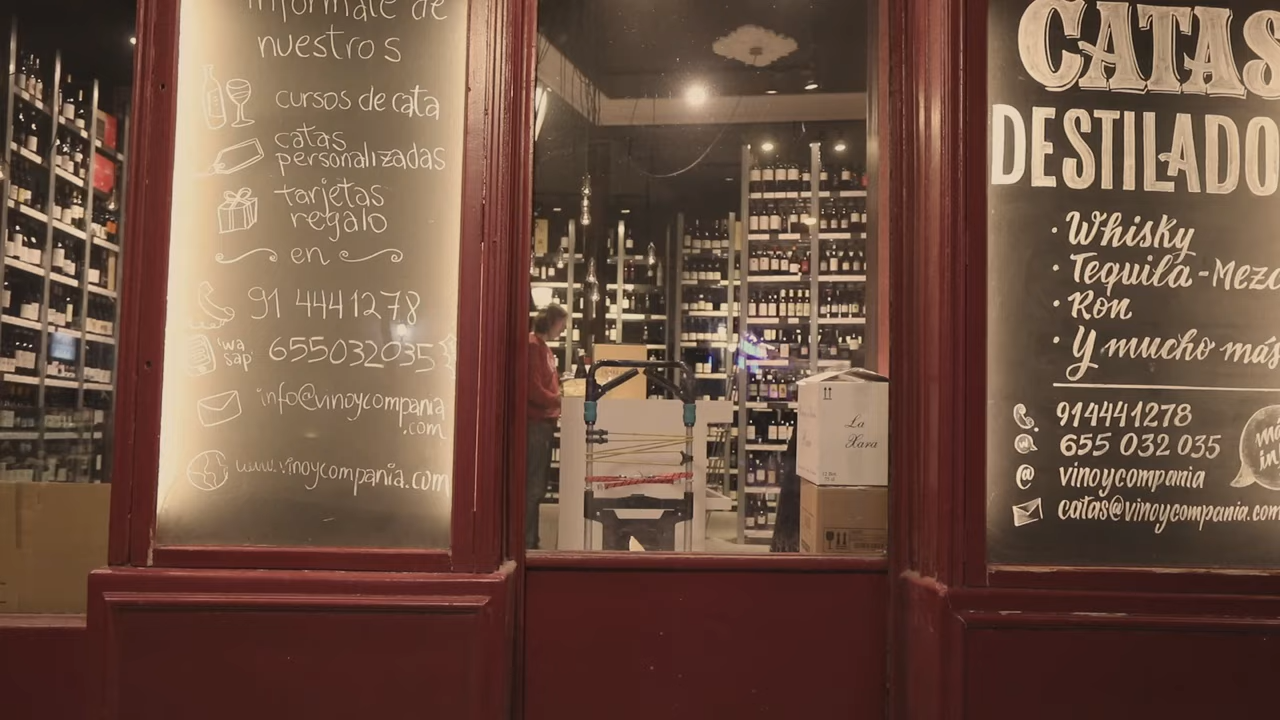 Infórmate de
nuestros
cursos de cata
catas
personalizadas
tarjetas
regalo
en
91 4441278
wa
sap
655032035
info@vinoycompania
.com
www.vinoycompania.com
La
Xara
CATAS
DESTILADO
· Whisky
· Tequila-Mezc
· Ron
· Y mucho más
914441278
655 032 035
@ vinoycompania
catas@vinoycompania.com